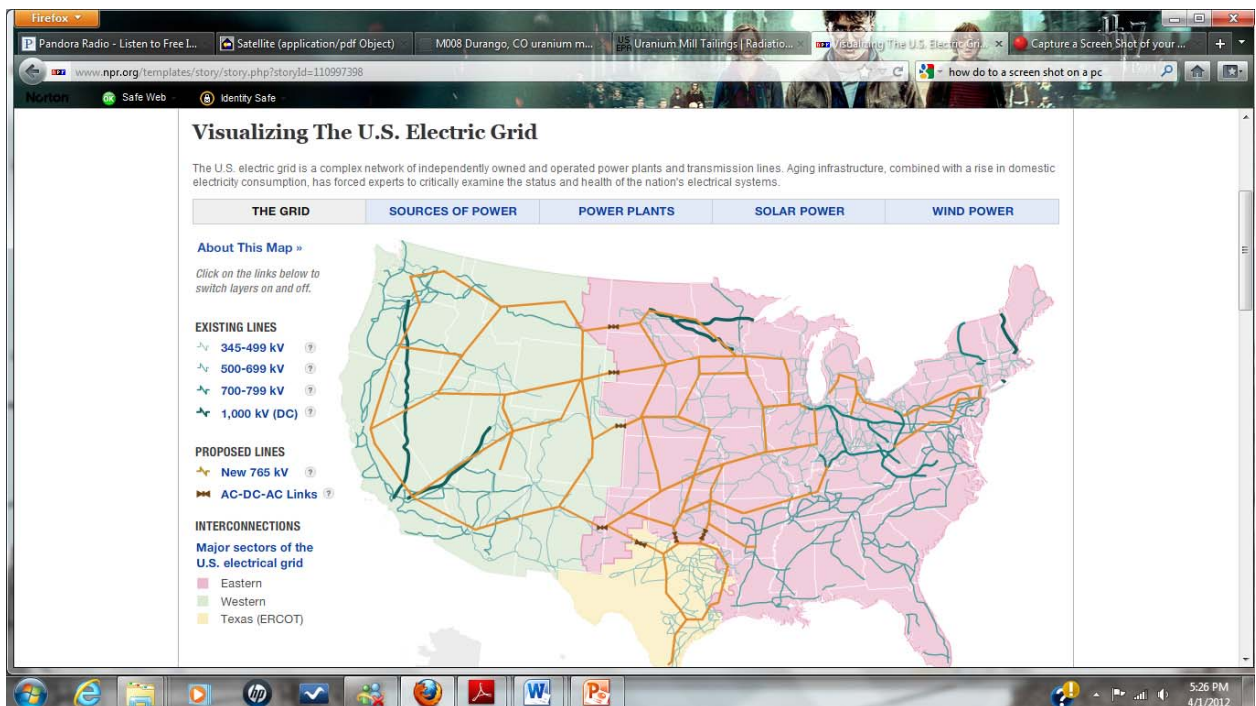 Firefox
Pandora Radio - Listen to Free I...
Satellite (application/pdf Object)
M008 Durango, CO uranium m...
US EPA Uranium Mill Tailings | Radiatio...
npr Visualizing The U.S. Electric Gri...
Capture a Screen Shot of your ...
npr www.npr.org/templates/story/story.php?storyId=110997398
how do to a screen shot on a pc
Norton
OK Safe Web
Identity Safe
Visualizing The U.S. Electric Grid
The U.S. electric grid is a complex network of independently owned and operated power plants and transmission lines. Aging infrastructure, combined with a rise in domestic
electricity consumption, has forced experts to critically examine the status and health of the nation's electrical systems.
THE GRID
SOURCES OF POWER
POWER PLANTS
SOLAR POWER
WIND POWER
About This Map »
Click on the links below to
switch layers on and off.
EXISTING LINES
345-499 kV ?
500-699 kV ?
700-799 kV ?
1,000 kV (DC) ?
PROPOSED LINES
New 765 kV ?
AC-DC-AC Links ?
INTERCONNECTIONS
Major sectors of the
U.S. electrical grid
Eastern
Western
Texas (ERCOT)
5:26 PM
4/1/2012